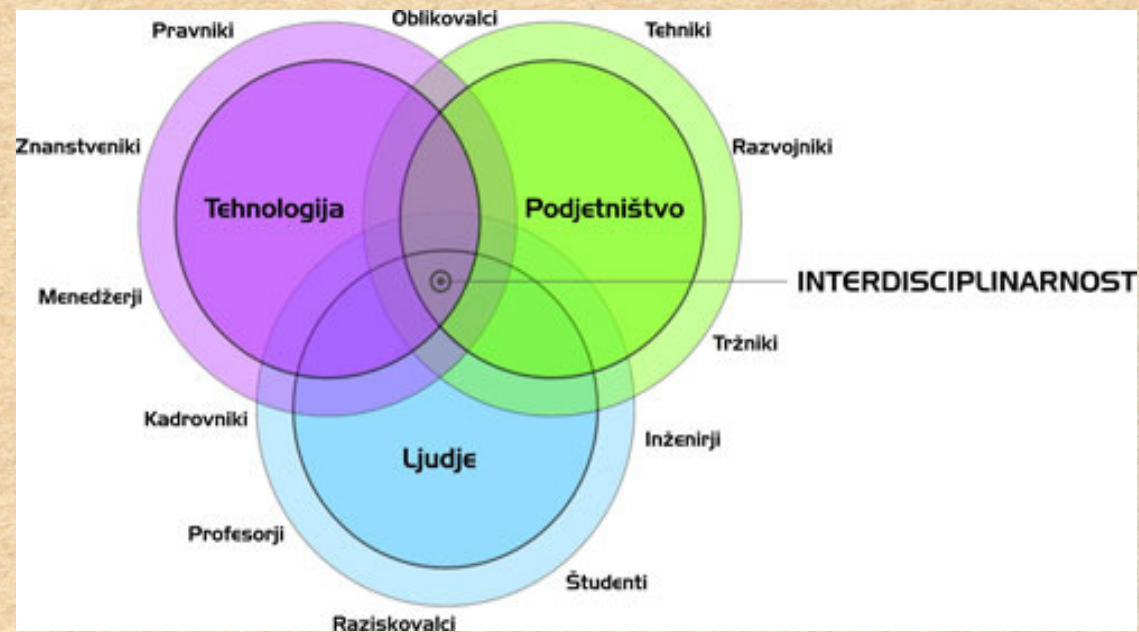 Oblikovalci
Pravniki
Tehniki
Znanstveniki
Razvojniki
Tehnologija
Podjetništvo
INTERDISCIPLINARNOST
Menedžerji
Tržniki
Kadrovniki
Inženirji
Ljudje
Profesorji
Študenti
Raziskovalci